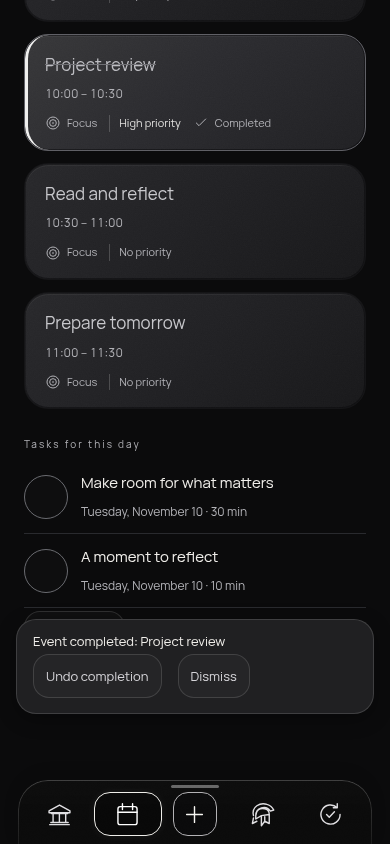 Project review
10:00 – 10:30
Focus | High priority Completed
Read and reflect
10:30 – 11:00
Focus | No priority
Prepare tomorrow
11:00 – 11:30
Focus | No priority
Tasks for this day
Make room for what matters
Tuesday, November 10 · 30 min
A moment to reflect
Tuesday, November 10 · 10 min
Event completed: Project review
Undo completion Dismiss